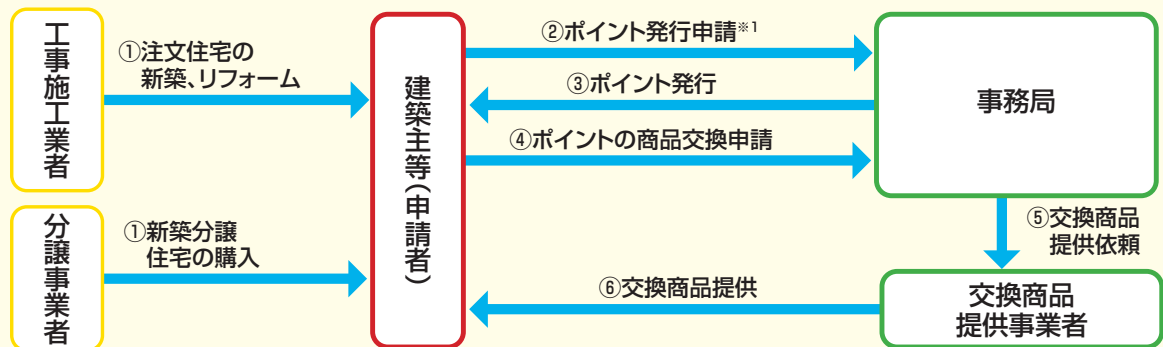 工事施工業者
①注文住宅の
新築、リフォーム
建築主等(申請者)
②ポイント発行申請※1
③ポイント発行
④ポイントの商品交換申請
事務局
分譲事業者
①新築分譲
住宅の購入
⑤交換商品
提供依頼
⑥交換商品提供
交換商品
提供事業者